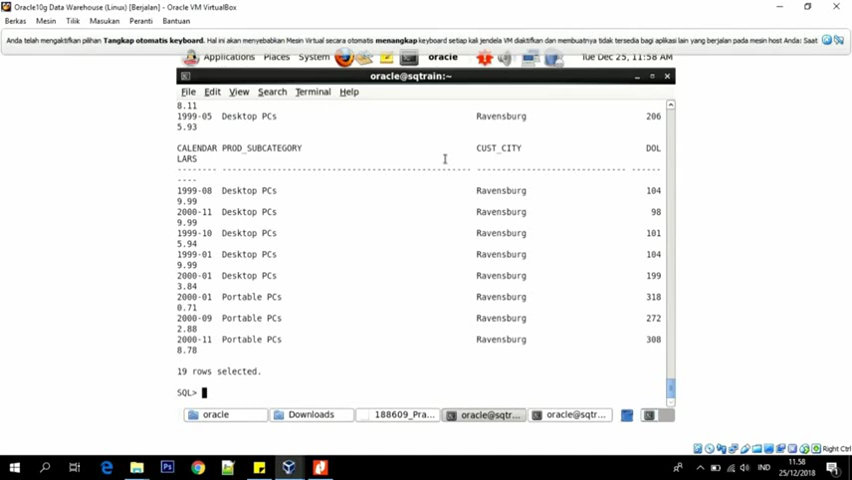 Oracle10g Data Warehouse (Linux) [Berjalan] - Oracle VM VirtualBox
Berkas Mesin Tilik Masukan Peranti Bantuan
Anda telah mengaktifkan pilihan Tangkap otomatis keyboard. Hal ini akan menyebabkan Mesin Virtual secara otomatis menangkap keyboard setiap kali jendela VM diaktifkan dan membuatnya tidak tersedia bagi aplikasi lain yang berjalan pada mesin host Anda: Saat
Applications Places System oracle Tue Dec 25, 11:58 AM
oracle@sqtrain:~
File Edit View Search Terminal Help
8.11
1999-05 Desktop PCs Ravensburg 206
5.93
CALENDAR PROD_SUBCATEGORY CUST_CITY DOL
LARS
-------- -------------------------------------------------- ------------------------------ ------
----
1999-08 Desktop PCs Ravensburg 104
9.99
2000-11 Desktop PCs Ravensburg 98
9.99
1999-10 Desktop PCs Ravensburg 101
5.94
1999-01 Desktop PCs Ravensburg 104
9.99
2000-01 Desktop PCs Ravensburg 199
3.84
2000-01 Portable PCs Ravensburg 318
0.71
2000-09 Portable PCs Ravensburg 272
2.88
2000-11 Portable PCs Ravensburg 308
8.78
19 rows selected.
SQL>
oracle Downloads 188609_Pra... oracle@sqtr... oracle@sqtr...
Right Ctrl
IND 11.58
25/12/2018